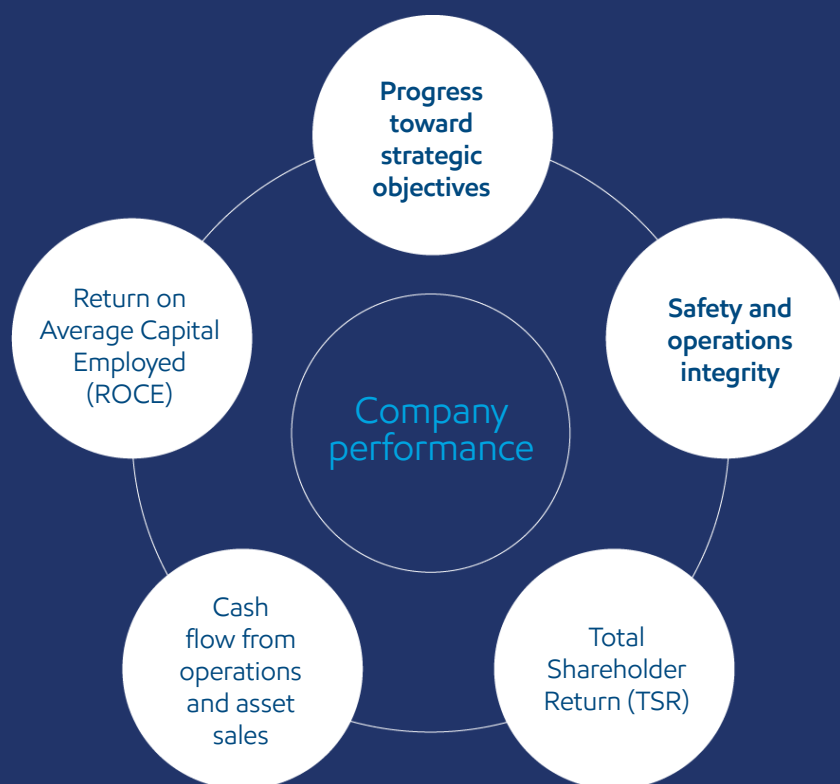 Progress
toward
strategic
objectives
Return on
Average Capital
Employed
(ROCE)
Safety and
operations
integrity
Company
performance
Cash
flow from
operations
and asset
sales
Total
Shareholder
Return (TSR)